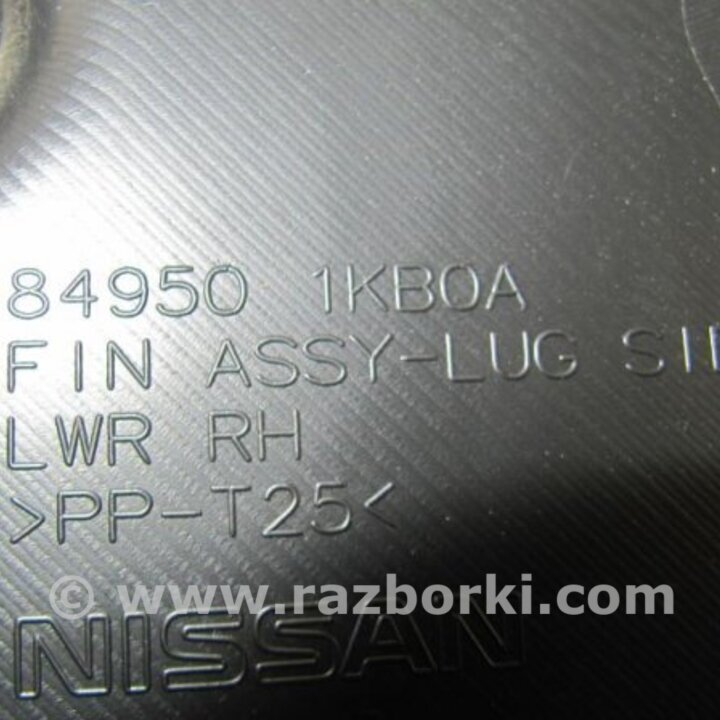 84950 1KB0A
FIN ASSY-LUG
LWR RH
>PP-T25<
© www.razborki.com
NISSAN